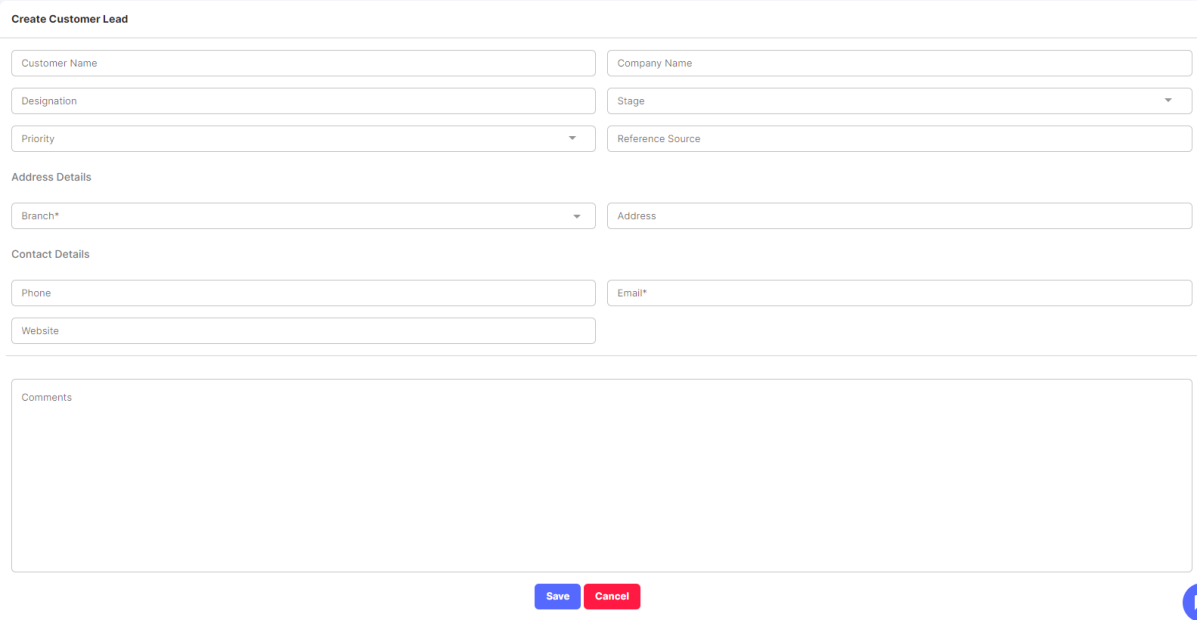 Create Customer Lead
Customer Name
Company Name
Designation
Stage
Priority
Reference Source
Address Details
Branch*
Address
Contact Details
Phone
Email*
Website
Comments
Save
Cancel